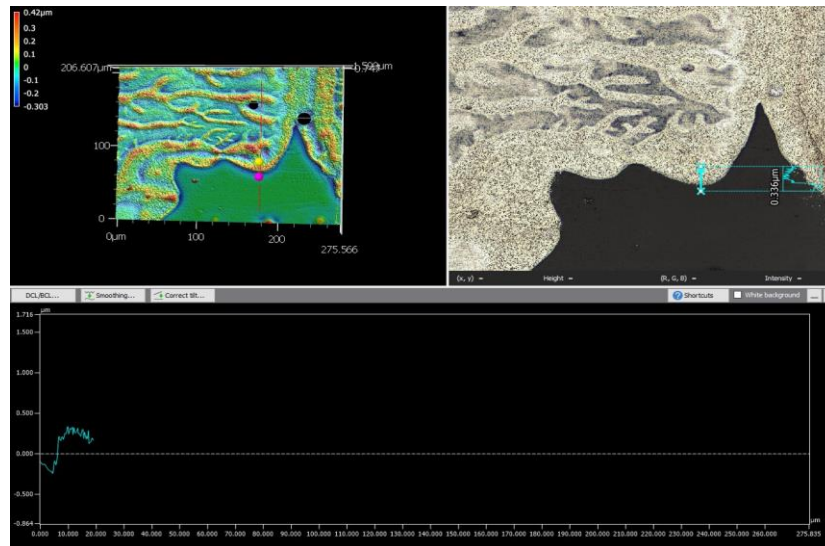 0.42μm
0.3
0.2
0.1
0
-0.1
-0.2
-0.303
206.607μm
100
0
0μm
100
200
275.566
0.336μm
(x, y) -
Height -
(R, G, B) -
Intensity -
DCL/BCL...
Smoothing...
Correct tilt...
Shortcuts
White background
μm
1.716
1.500
1.000
0.500
0.000
-0.500
-0.864
μm
0.000 10.000 20.000 30.000 40.000 50.000 60.000 70.000 80.000 90.000 100.000 110.000 120.000 130.000 140.000 150.000 160.000 170.000 180.000 190.000 200.000 210.000 220.000 230.000 240.000 250.000 260.000 275.835